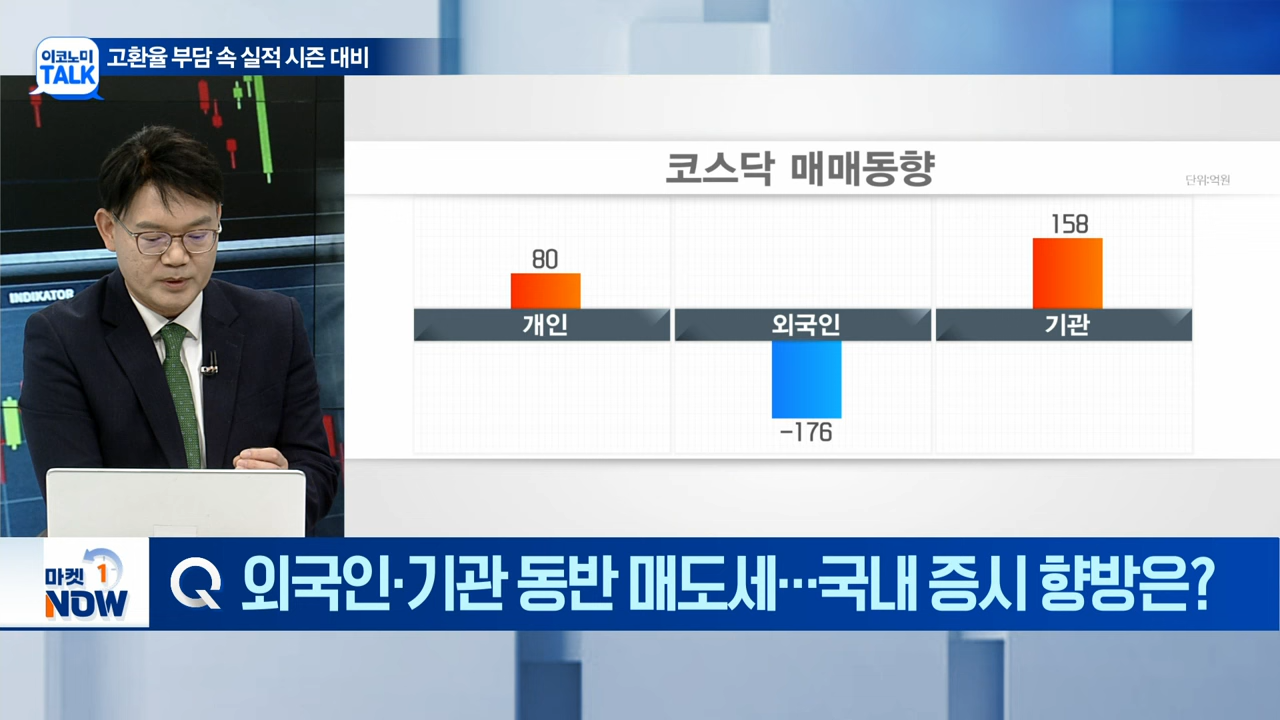 이코노미
TALK
고환율 부담 속 실적 시즌 대비
INDIKATOR
코스닥 매매동향
단위:억원
80
158
개인
외국인
기관
-176
마켓 1
NOW
Q 외국인·기관 동반 매도세…국내 증시 향방은?